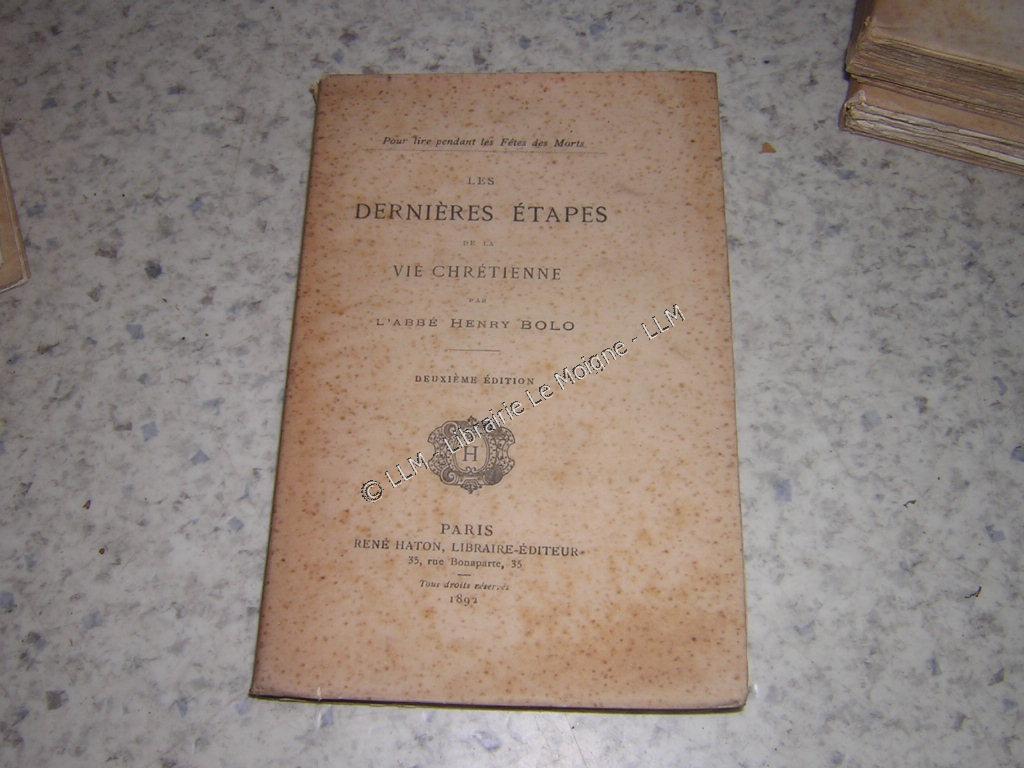 Pour lire pendant les Fêtes des Morts.
LES
DERNIÈRES ÉTAPES
DE LA
VIE CHRÉTIENNE
PAR
L'ABBÉ HENRY BOLO
DEUXIÈME ÉDITION
H
PARIS
RENÉ HATON, LIBRAIRE-ÉDITEUR
35, rue Bonaparte, 35
Tous droits réservés
1892
© LLM - Librairie Le Moigne - LLM